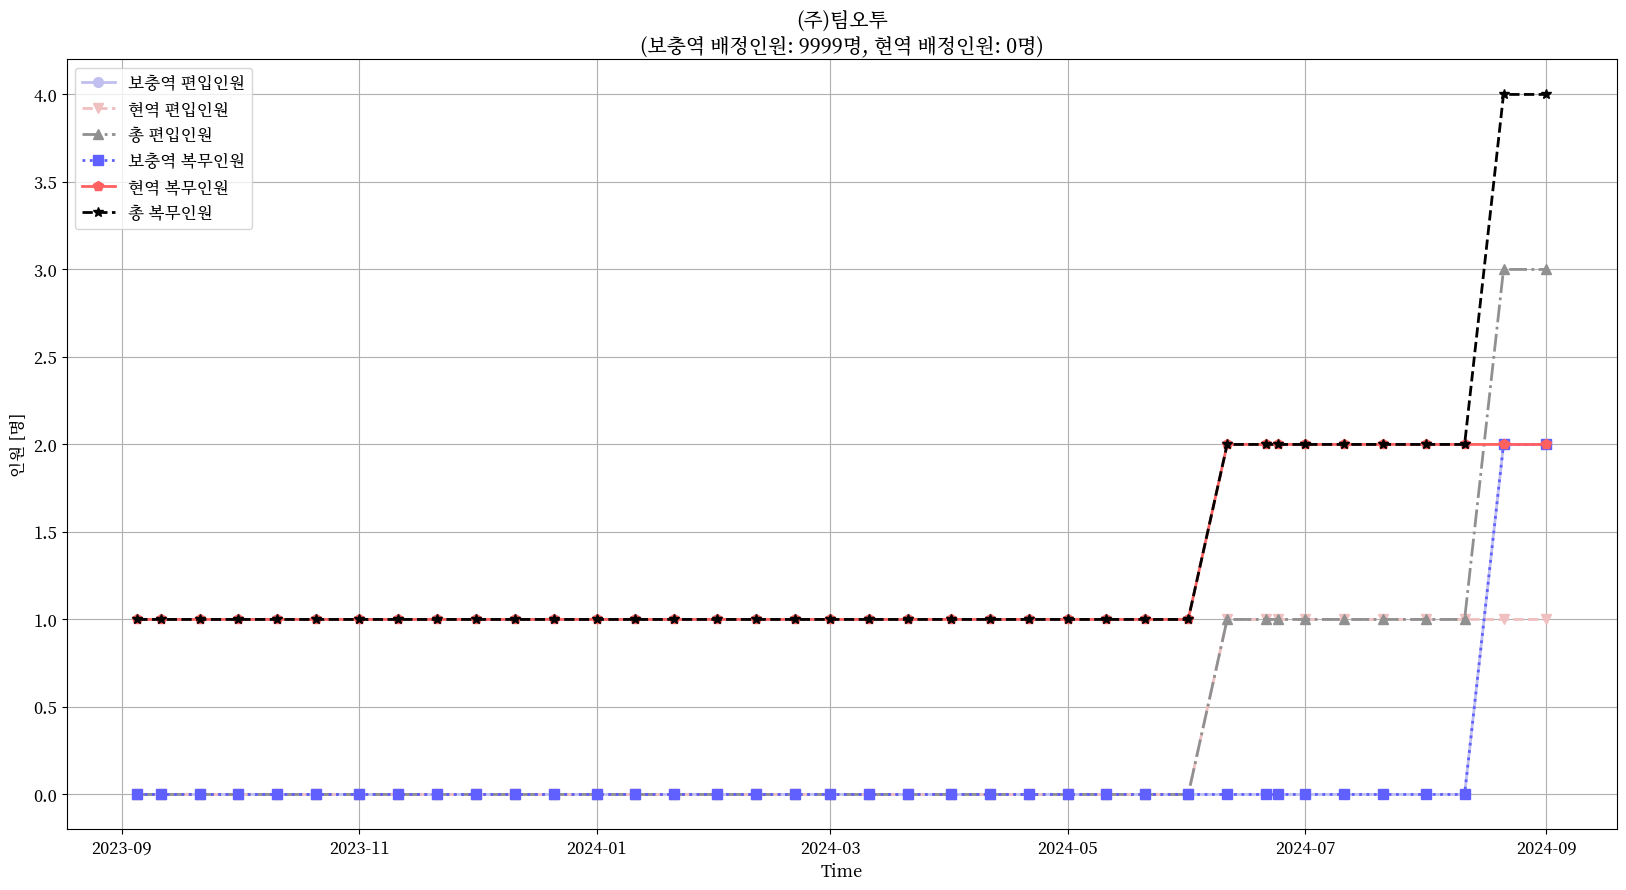 (주)팀오투
(보충역 배정인원: 9999명, 현역 배정인원: 0명)
보충역 편입인원
현역 편입인원
총 편입인원
보충역 복무인원
현역 복무인원
총 복무인원
4.0
3.5
3.0
2.5
2.0
1.5
1.0
0.5
0.0
인원 [명]
2023-09 2023-11 2024-01 2024-03 2024-05 2024-07 2024-09
Time